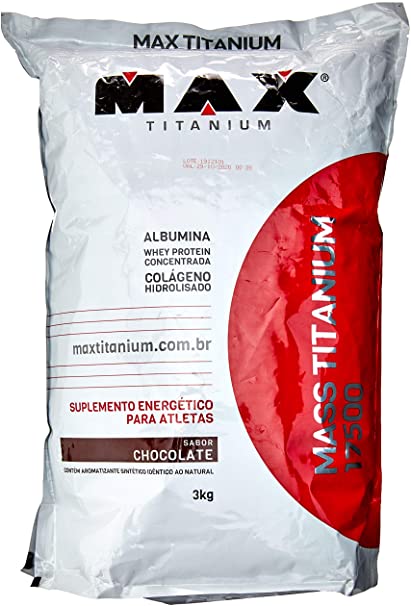 MAX TITANIUM
MAX®
TITANIUM
ALBUMINA
WHEY PROTEIN
CONCENTRADA
COLÁGENO
HIDROLISADO
maxtitanium.com.br
SUPLEMENTO ENERGÉTICO
PARA ATLETAS
SABOR
CHOCOLATE
CONTÉM AROMATIZANTE SINTÉTICO IDÊNTICO AO NATURAL
3kg
MASS TITANIUM
17500